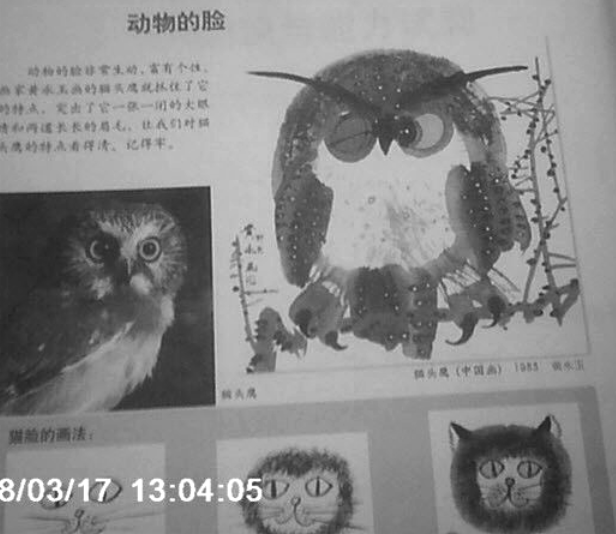 动物的脸
动物的脸非常生动、富有个性。
画家黄永玉画的猫头鹰就抓住了它
的特点，突出了它一张一闭的大眼
睛和两道长长的眉毛，让我们对猫
头鹰的特点看得清、记得牢。
猫头鹰
猫头鹰（中国画） 1985 黄永玉
猫脸的画法：
8/03/17 13:04:05